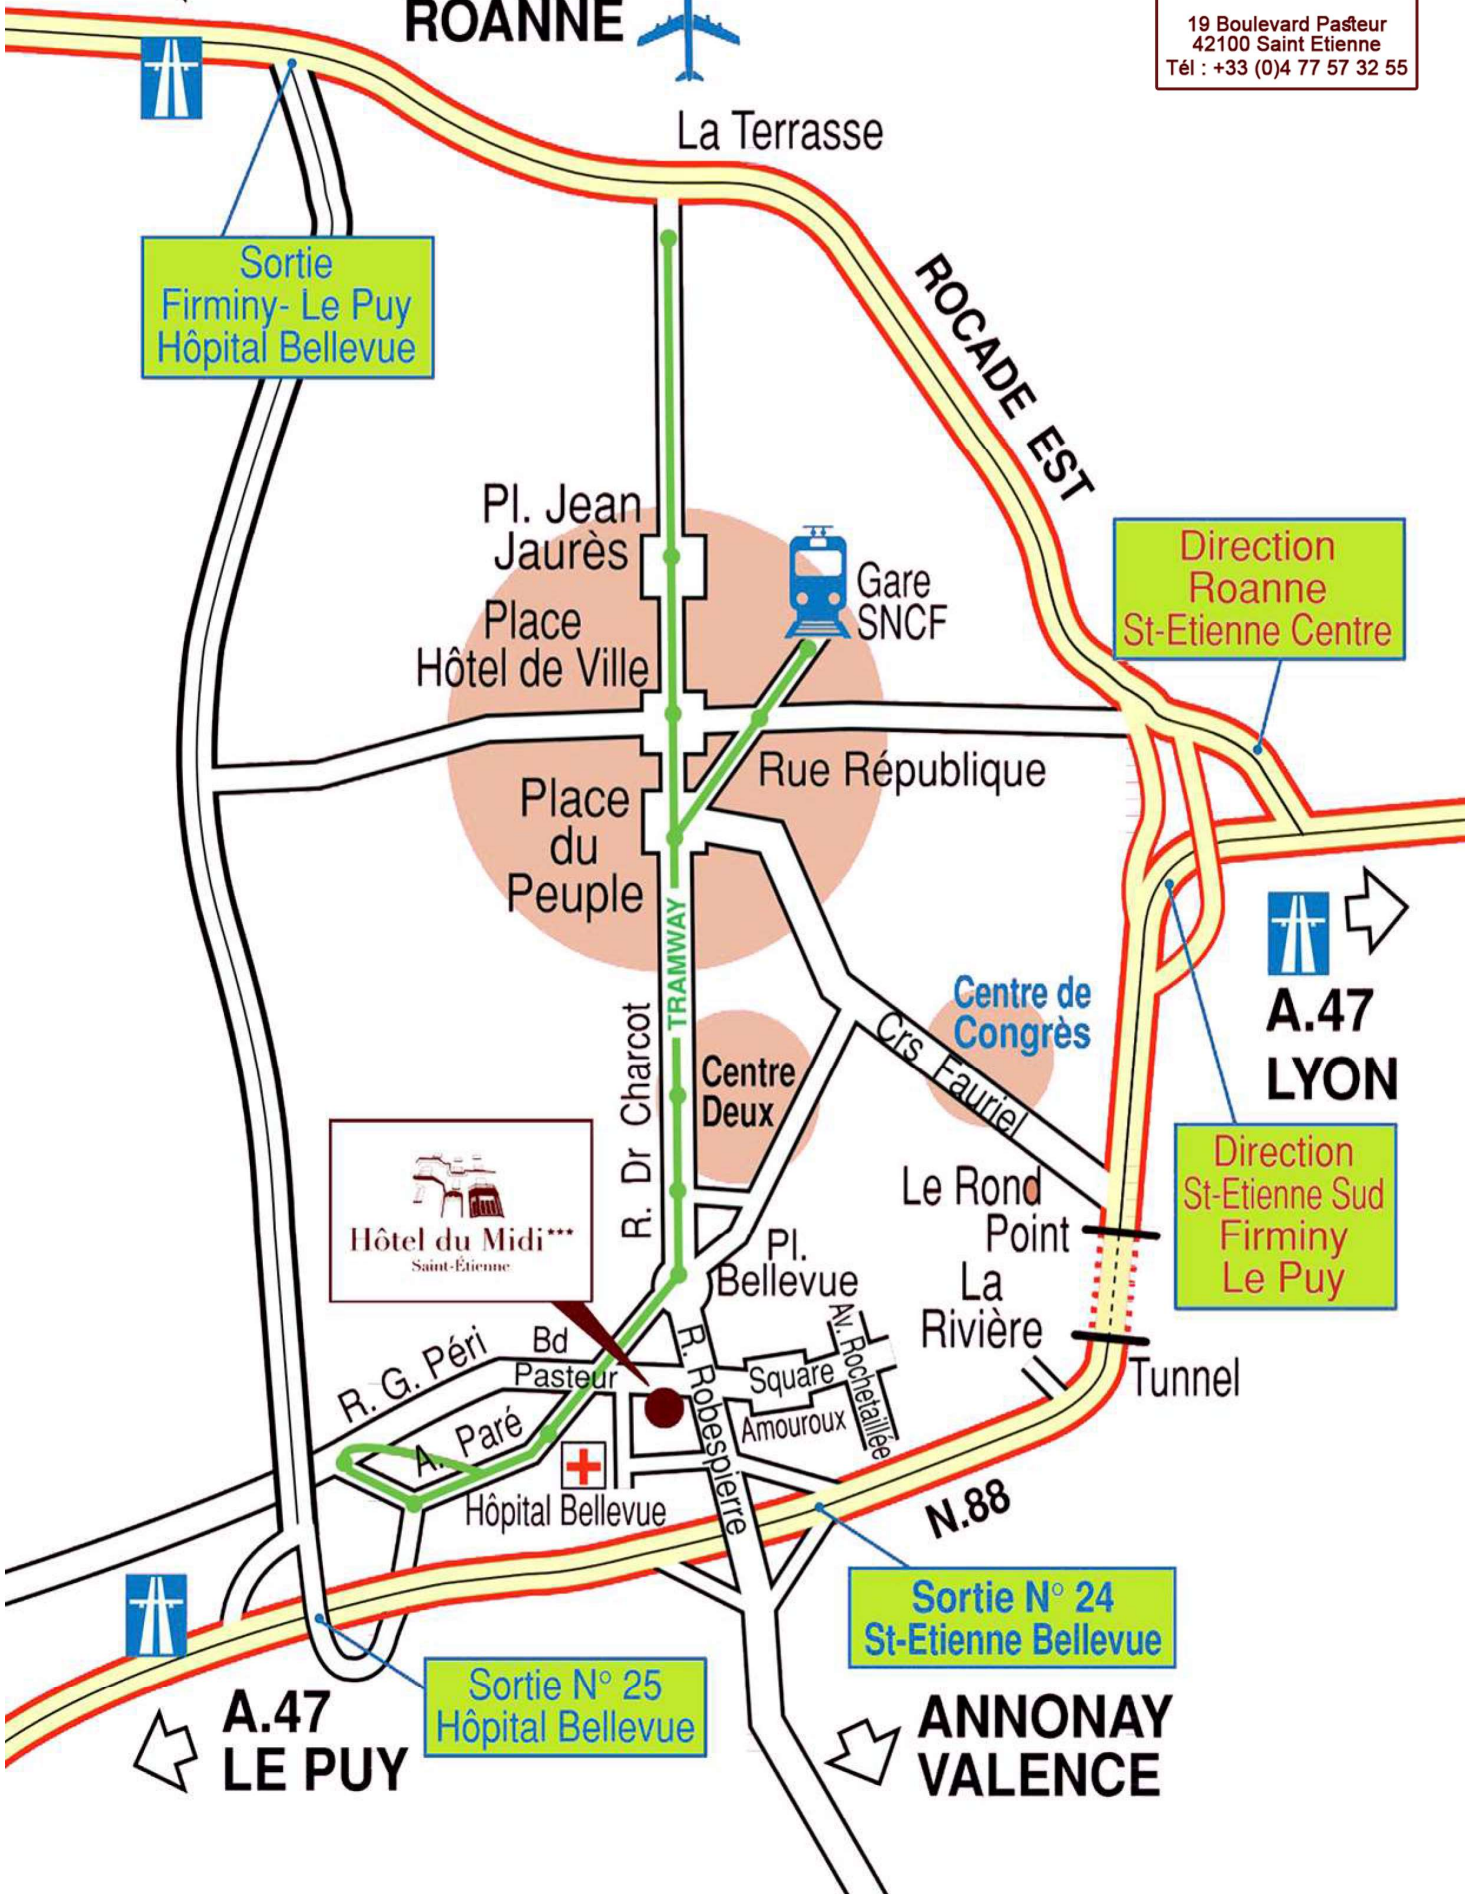 ROANNE
19 Boulevard Pasteur
42100 Saint Etienne
Tél : +33 (0)4 77 57 32 55
La Terrasse
Sortie
Firminy- Le Puy
Hôpital Bellevue
ROCADE EST
Pl. Jean
Jaurès
Gare
SNCF
Direction
Roanne
St-Etienne Centre
Place
Hôtel de Ville
Rue République
Place
du
Peuple
TRAMWAY
A.47
LYON
Centre de
Congrès
Crs. Fauriel
R. Dr Charcot
Centre
Deux
Direction
St-Etienne Sud
Firminy
Le Puy
Le Rond
Point
Hôtel du Midi***
Saint-Étienne
Pl.
Bellevue
La
Rivière
Tunnel
R. G. Péri
Bd
Pasteur
R. Robespierre
Square
Amouroux
Av. Rochetaillée
A. Paré
Hôpital Bellevue
N.88
Sortie N° 24
St-Etienne Bellevue
Sortie N° 25
Hôpital Bellevue
A.47
LE PUY
ANNONAY
VALENCE